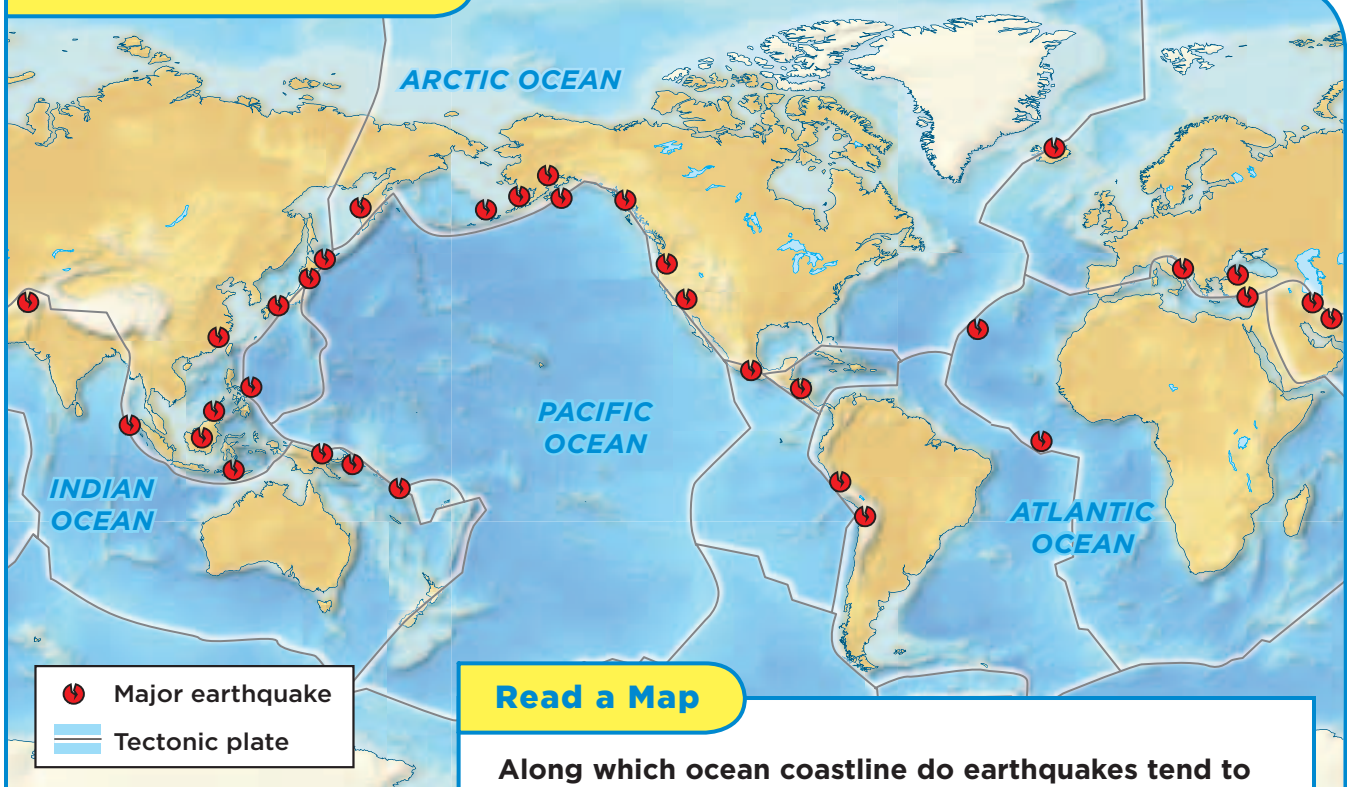 ARCTIC OCEAN
PACIFIC
OCEAN
INDIAN
OCEAN
ATLANTIC
OCEAN
Major earthquake
Tectonic plate
Read a Map
Along which ocean coastline do earthquakes tend to